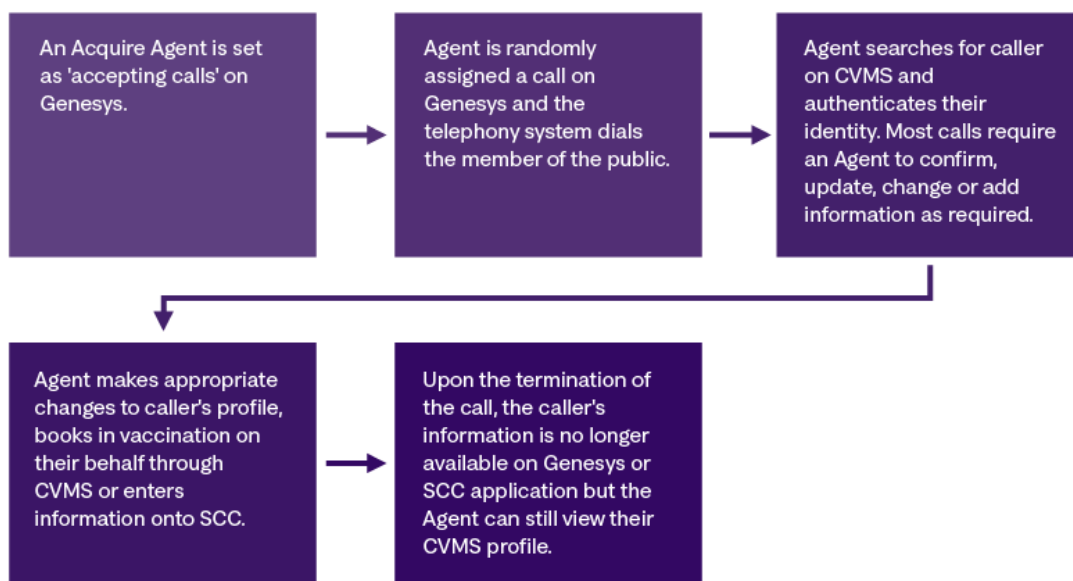 An Acquire Agent is set
as 'accepting calls' on
Genesys.
Agent is randomly
assigned a call on
Genesys and the
telephony system dials
the member of the public.
Agent searches for caller
on CVMS and
authenticates their
identity. Most calls require
an Agent to confirm,
update, change or add
information as required.
Agent makes appropriate
changes to caller's profile,
books in vaccination on
their behalf through
CVMS or enters
information onto SCC.
Upon the termination of
the call, the caller's
information is no longer
available on Genesys or
SCC application but the
Agent can still view their
CVMS profile.